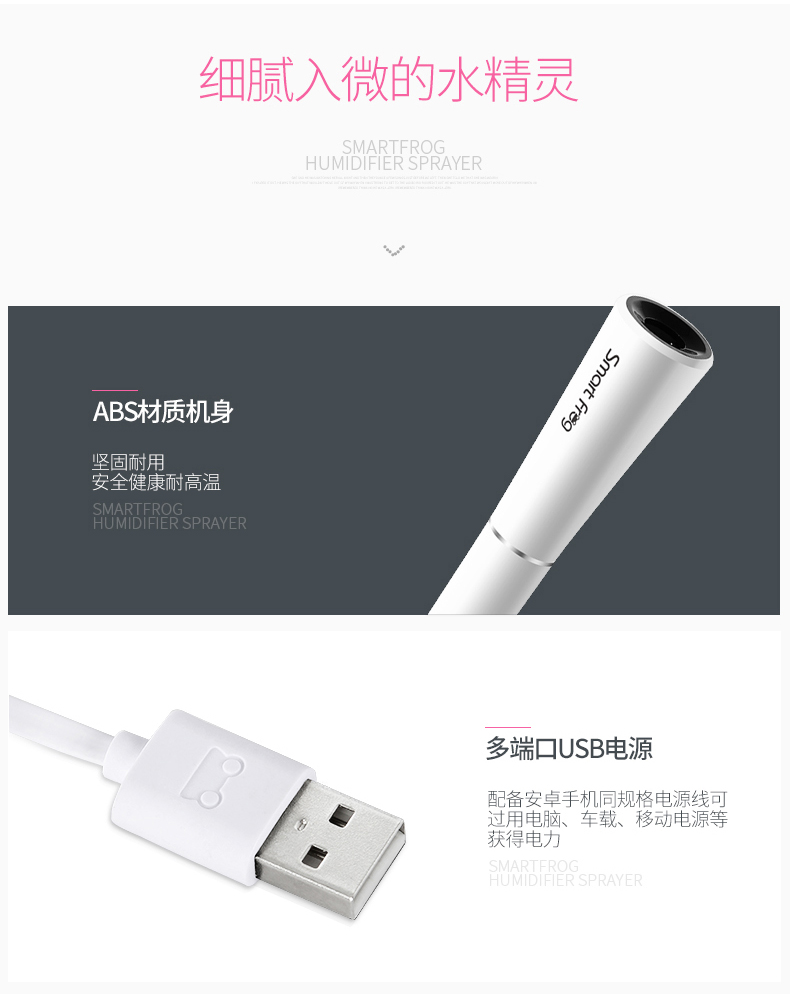 细腻入微的水精灵
SMARTFROG
HUMIDIFIER SPRAYER
Smart Frog
ABS材质机身
坚固耐用
安全健康耐高温
SMARTFROG
HUMIDIFIER SPRAYER
多端口USB电源
配备安卓手机同规格电源线可
过用电脑、车载、移动电源等
获得电力
SMARTFROG
HUMIDIFIER SPRAYER